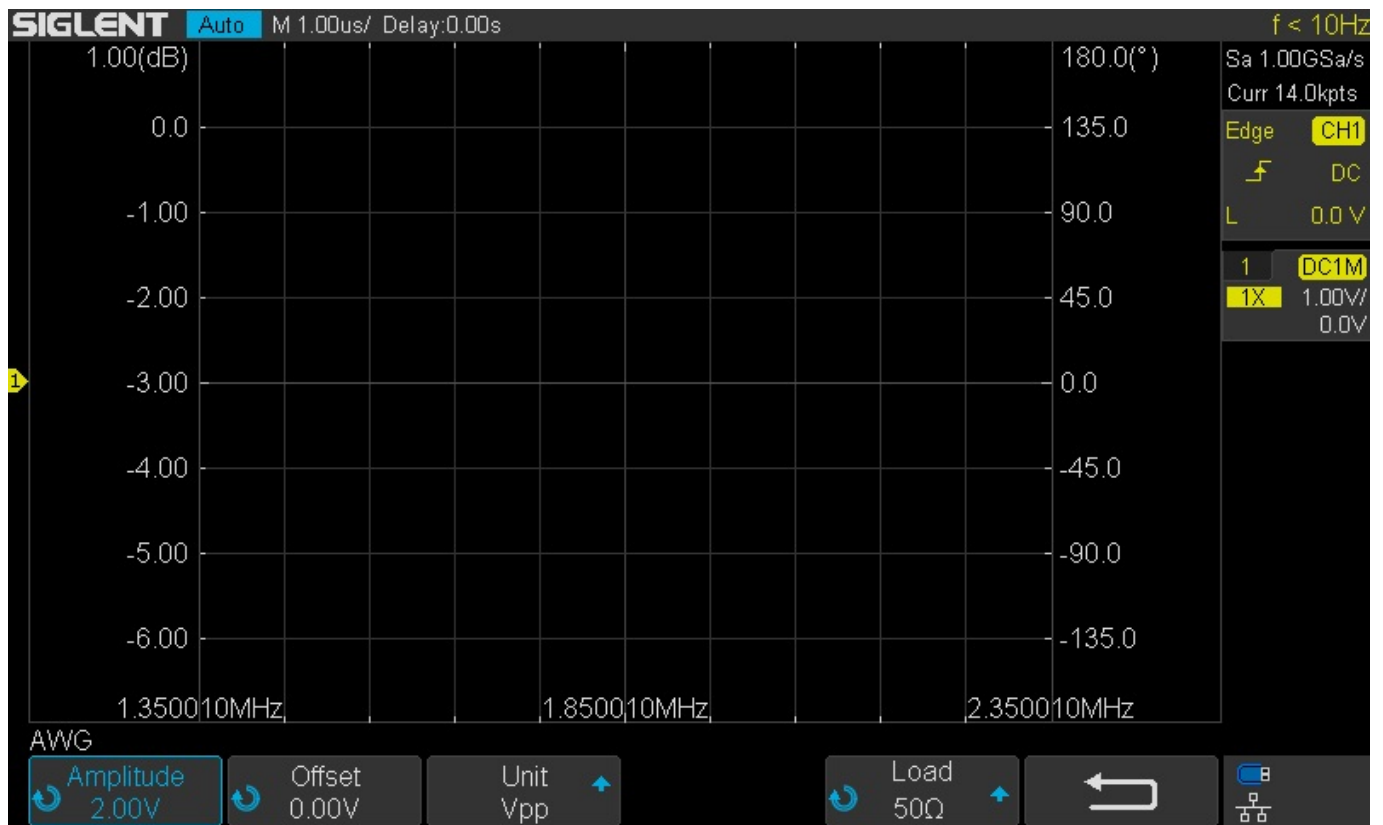 SIGLENT Auto M 1.00us/ Delay:0.00s f < 10Hz
1.00(dB) 180.0(°) Sa 1.00GSa/s
Curr 14.0kpts
0.0 135.0 Edge CH1
DC
-1.00 90.0 L 0.0 V
1 DC1M
-2.00 45.0 1X 1.00V/
0.0V
1 -3.00 0.0
-4.00 -45.0
-5.00 -90.0
-6.00 -135.0
1.350010MHz 1.850010MHz 2.350010MHz
AWG
Amplitude Offset Unit Load
2.00V 0.00V Vpp 50Ω